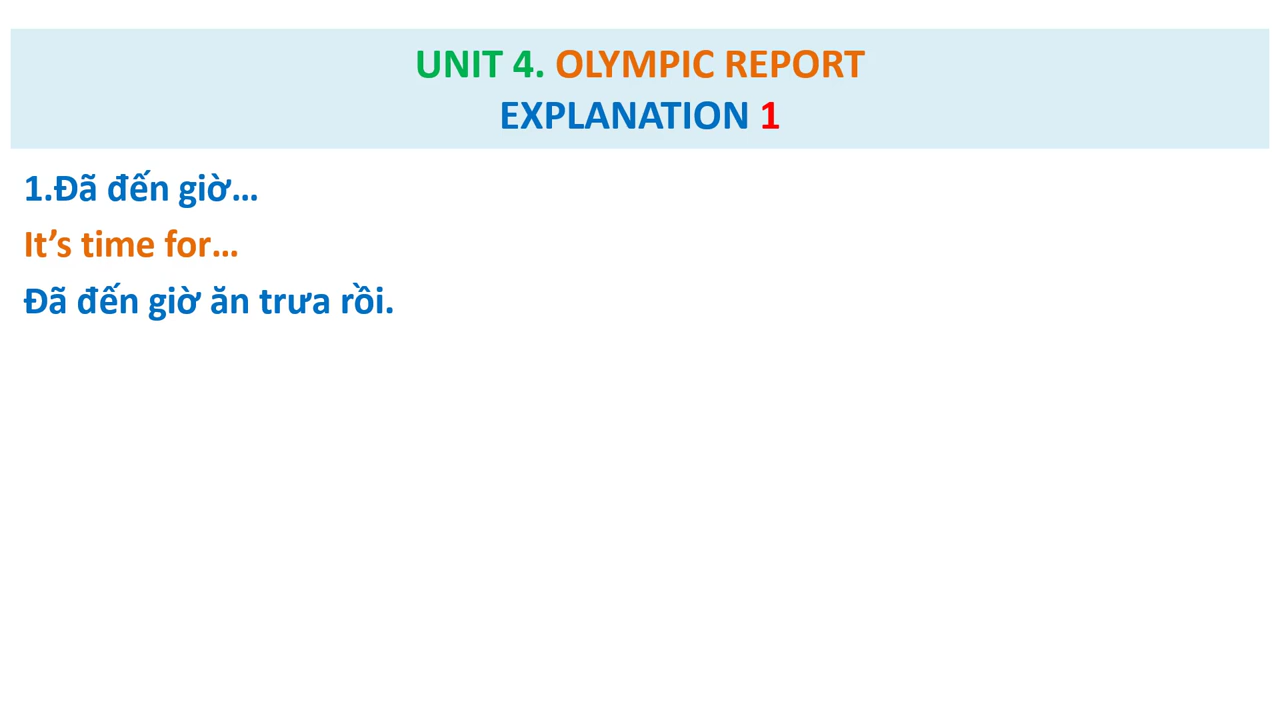 UNIT 4. OLYMPIC REPORT
EXPLANATION 1
1.Đã đến giờ…
It’s time for…
Đã đến giờ ăn trưa rồi.